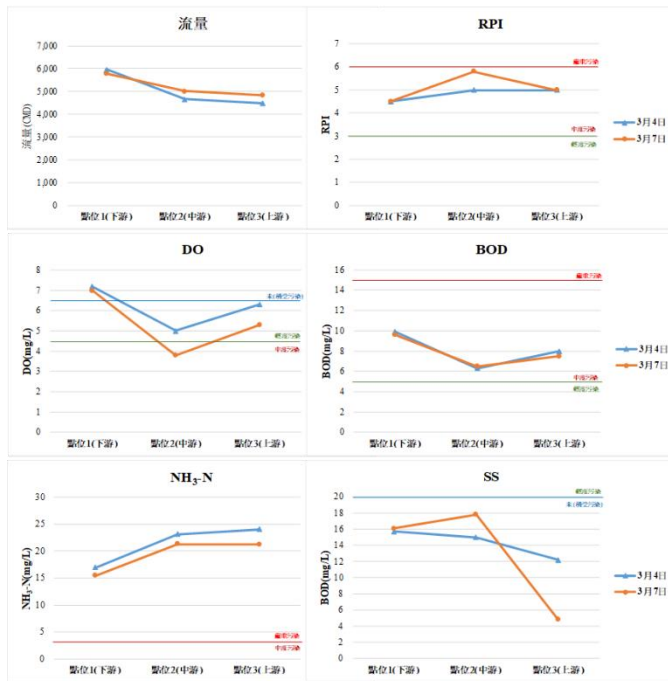 流量
流量(CMD)
7,000
6,000
5,000
4,000
3,000
2,000
1,000
0
點位1(下游) 點位2(中游) 點位3(上游)
RPI
RPI
7
6
5
4
3
2
1
0
嚴重污染
中度污染
輕度污染
點位1(下游) 點位2(中游) 點位3(上游)
3月4日
3月7日
DO
DO(mg/L)
8
7
6
5
4
3
2
1
0
未(稍受污染)
輕度污染
中度污染
點位1(下游) 點位2(中游) 點位3(上游)
BOD
BOD(mg/L)
16
14
12
10
8
6
4
2
0
嚴重污染
中度污染
輕度污染
點位1(下游) 點位2(中游) 點位3(上游)
3月4日
3月7日
NH₃-N
NH₃-N(mg/L)
30
25
20
15
10
5
0
嚴重污染
中度污染
點位1(下游) 點位2(中游) 點位3(上游)
SS
BOD(mg/L)
20
18
16
14
12
10
8
6
4
2
0
輕度污染
未(稍受污染)
點位1(下游) 點位2(中游) 點位3(上游)
3月4日
3月7日